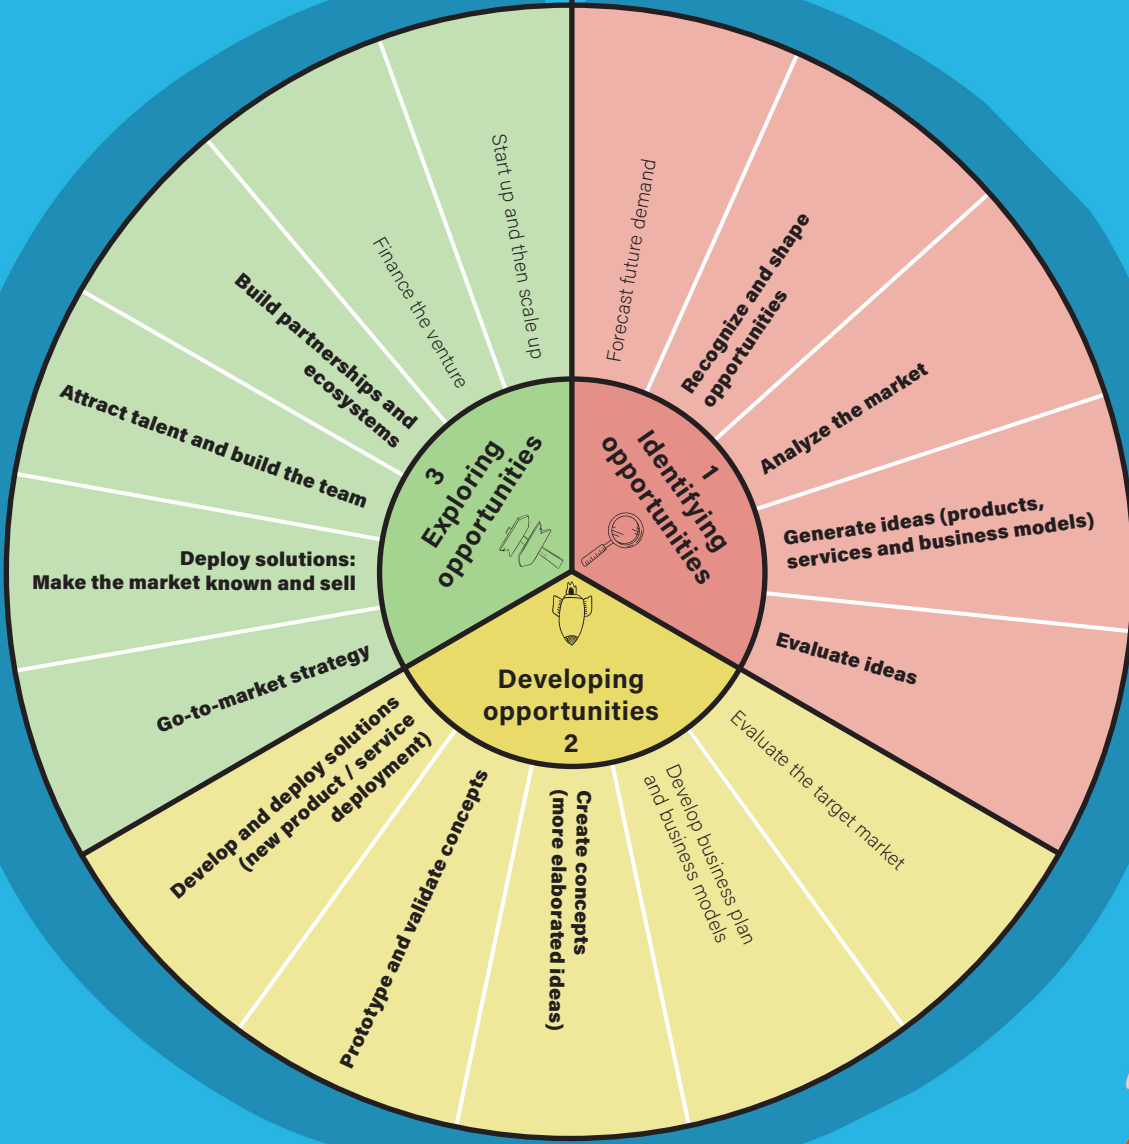 1
Identifying
opportunities
Forecast future demand
Recognize and shape
opportunities
Analyze the market
Generate ideas (products,
services and business models)
Evaluate ideas
Developing
opportunities
2
Evaluate the target market
Develop business plan
and business models
Create concepts
(more elaborated ideas)
Prototype and validate concepts
Develop and deploy solutions
(new product / service
deployment)
3
Exploring
opportunities
Go-to-market strategy
Deploy solutions:
Make the market known and sell
Attract talent and build the team
Build partnerships and
ecosystems
Finance the venture
Start up and then scale up